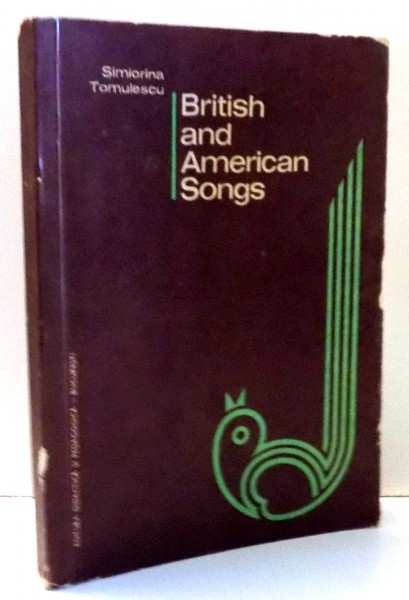 Simiorina
Tomulescu
British
and
American
Songs